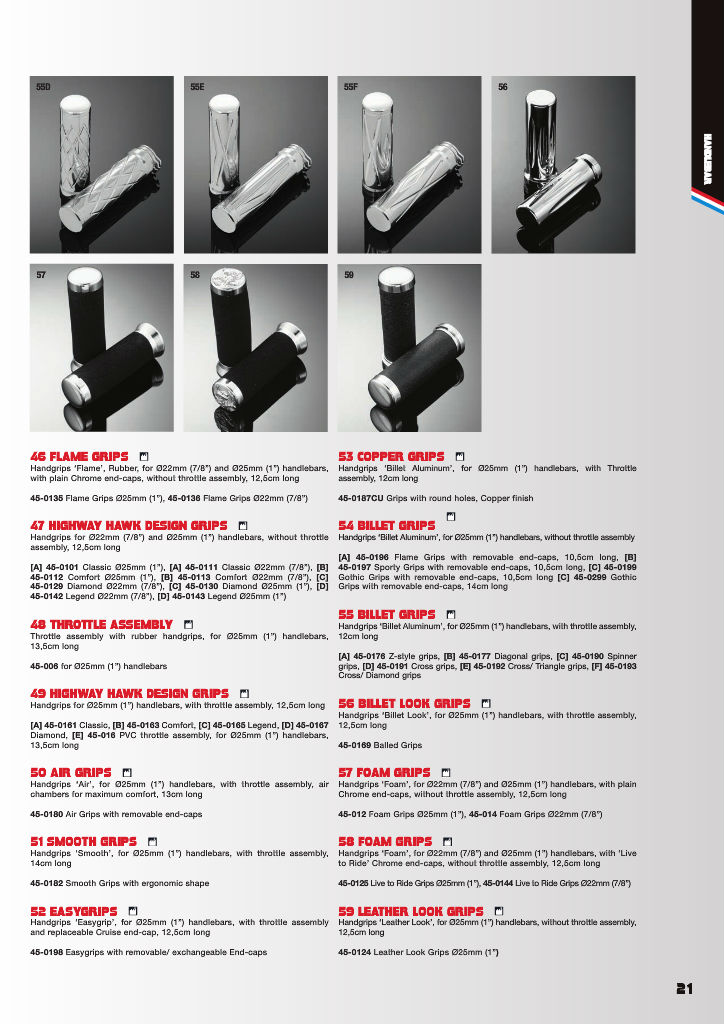 55D
55E
55F
56
HANDLEBAR
57
58
59
46 FLAME GRIPS
Handgrips ‘Flame’, Rubber, for Ø22mm (7/8”) and Ø25mm (1”) handlebars,
with plain Chrome end-caps, without throttle assembly, 12,5cm long
45-0135 Flame Grips Ø25mm (1”), 45-0136 Flame Grips Ø22mm (7/8”)
47 HIGHWAY HAWK DESIGN GRIPS
Handgrips for Ø22mm (7/8”) and Ø25mm (1”) handlebars, without throttle
assembly, 12,5cm long
[A] 45-0101 Classic Ø25mm (1”), [A] 45-0111 Classic Ø22mm (7/8”), [B]
45-0112 Comfort Ø25mm (1”), [B] 45-0113 Comfort Ø22mm (7/8”), [C]
45-0129 Diamond Ø22mm (7/8”), [C] 45-0130 Diamond Ø25mm (1”), [D]
45-0142 Legend Ø22mm (7/8”), [D] 45-0143 Legend Ø25mm (1”)
48 THROTTLE ASSEMBLY
Throttle assembly with rubber handgrips, for Ø25mm (1”) handlebars,
13,5cm long
45-006 for Ø25mm (1”) handlebars
49 HIGHWAY HAWK DESIGN GRIPS
Handgrips for Ø25mm (1”) handlebars, with throttle assembly, 12,5cm long
[A] 45-0161 Classic, [B] 45-0163 Comfort, [C] 45-0165 Legend, [D] 45-0167
Diamond, [E] 45-016 PVC throttle assembly, for Ø25mm (1”) handlebars,
13,5cm long
50 AIR GRIPS
Handgrips ‘Air’, for Ø25mm (1”) handlebars, with throttle assembly, air
chambers for maximum comfort, 13cm long
45-0180 Air Grips with removable end-caps
51 SMOOTH GRIPS
Handgrips ’Smooth’, for Ø25mm (1”) handlebars, with throttle assembly,
14cm long
45-0182 Smooth Grips with ergonomic shape
52 EASYGRIPS
Handgrips ’Easygrip’, for Ø25mm (1”) handlebars, with throttle assembly
and replaceable Cruise end-cap, 12,5cm long
45-0198 Easygrips with removable/ exchangeable End-caps
53 COPPER GRIPS
Handgrips ‘Billet Aluminum’, for Ø25mm (1”) handlebars, with Throttle
assembly, 12cm long
45-0187CU Grips with round holes, Copper finish
54 BILLET GRIPS
Handgrips ‘Billet Aluminum’, for Ø25mm (1”) handlebars, without throttle assembly
[A] 45-0196 Flame Grips with removable end-caps, 10,5cm long, [B]
45-0197 Sporty Grips with removable end-caps, 10,5cm long, [C] 45-0199
Gothic Grips with removable end-caps, 10,5cm long [C] 45-0299 Gothic
Grips with removable end-caps, 14cm long
55 BILLET GRIPS
Handgrips ‘Billet Aluminum’, for Ø25mm (1”) handlebars, with throttle assembly,
12cm long
[A] 45-0176 Z-style grips, [B] 45-0177 Diagonal grips, [C] 45-0190 Spinner
grips, [D] 45-0191 Cross grips, [E] 45-0192 Cross/ Triangle grips, [F] 45-0193
Cross/ Diamond grips
56 BILLET LOOK GRIPS
Handgrips ‘Billet Look’, for Ø25mm (1”) handlebars, with throttle assembly,
12,5cm long
45-0169 Balled Grips
57 FOAM GRIPS
Handgrips ‘Foam’, for Ø22mm (7/8”) and Ø25mm (1”) handlebars, with plain
Chrome end-caps, without throttle assembly, 12,5cm long
45-012 Foam Grips Ø25mm (1”), 45-014 Foam Grips Ø22mm (7/8”)
58 FOAM GRIPS
Handgrips ‘Foam’, for Ø22mm (7/8”) and Ø25mm (1”) handlebars, with ’Live
to Ride’ Chrome end-caps, without throttle assembly, 12,5cm long
45-0125 Live to Ride Grips Ø25mm (1”), 45-0144 Live to Ride Grips Ø22mm (7/8”)
59 LEATHER LOOK GRIPS
Handgrips ‘Leather Look’, for Ø25mm (1”) handlebars, without throttle assembly,
12,5cm long
45-0124 Leather Look Grips Ø25mm (1”)
21